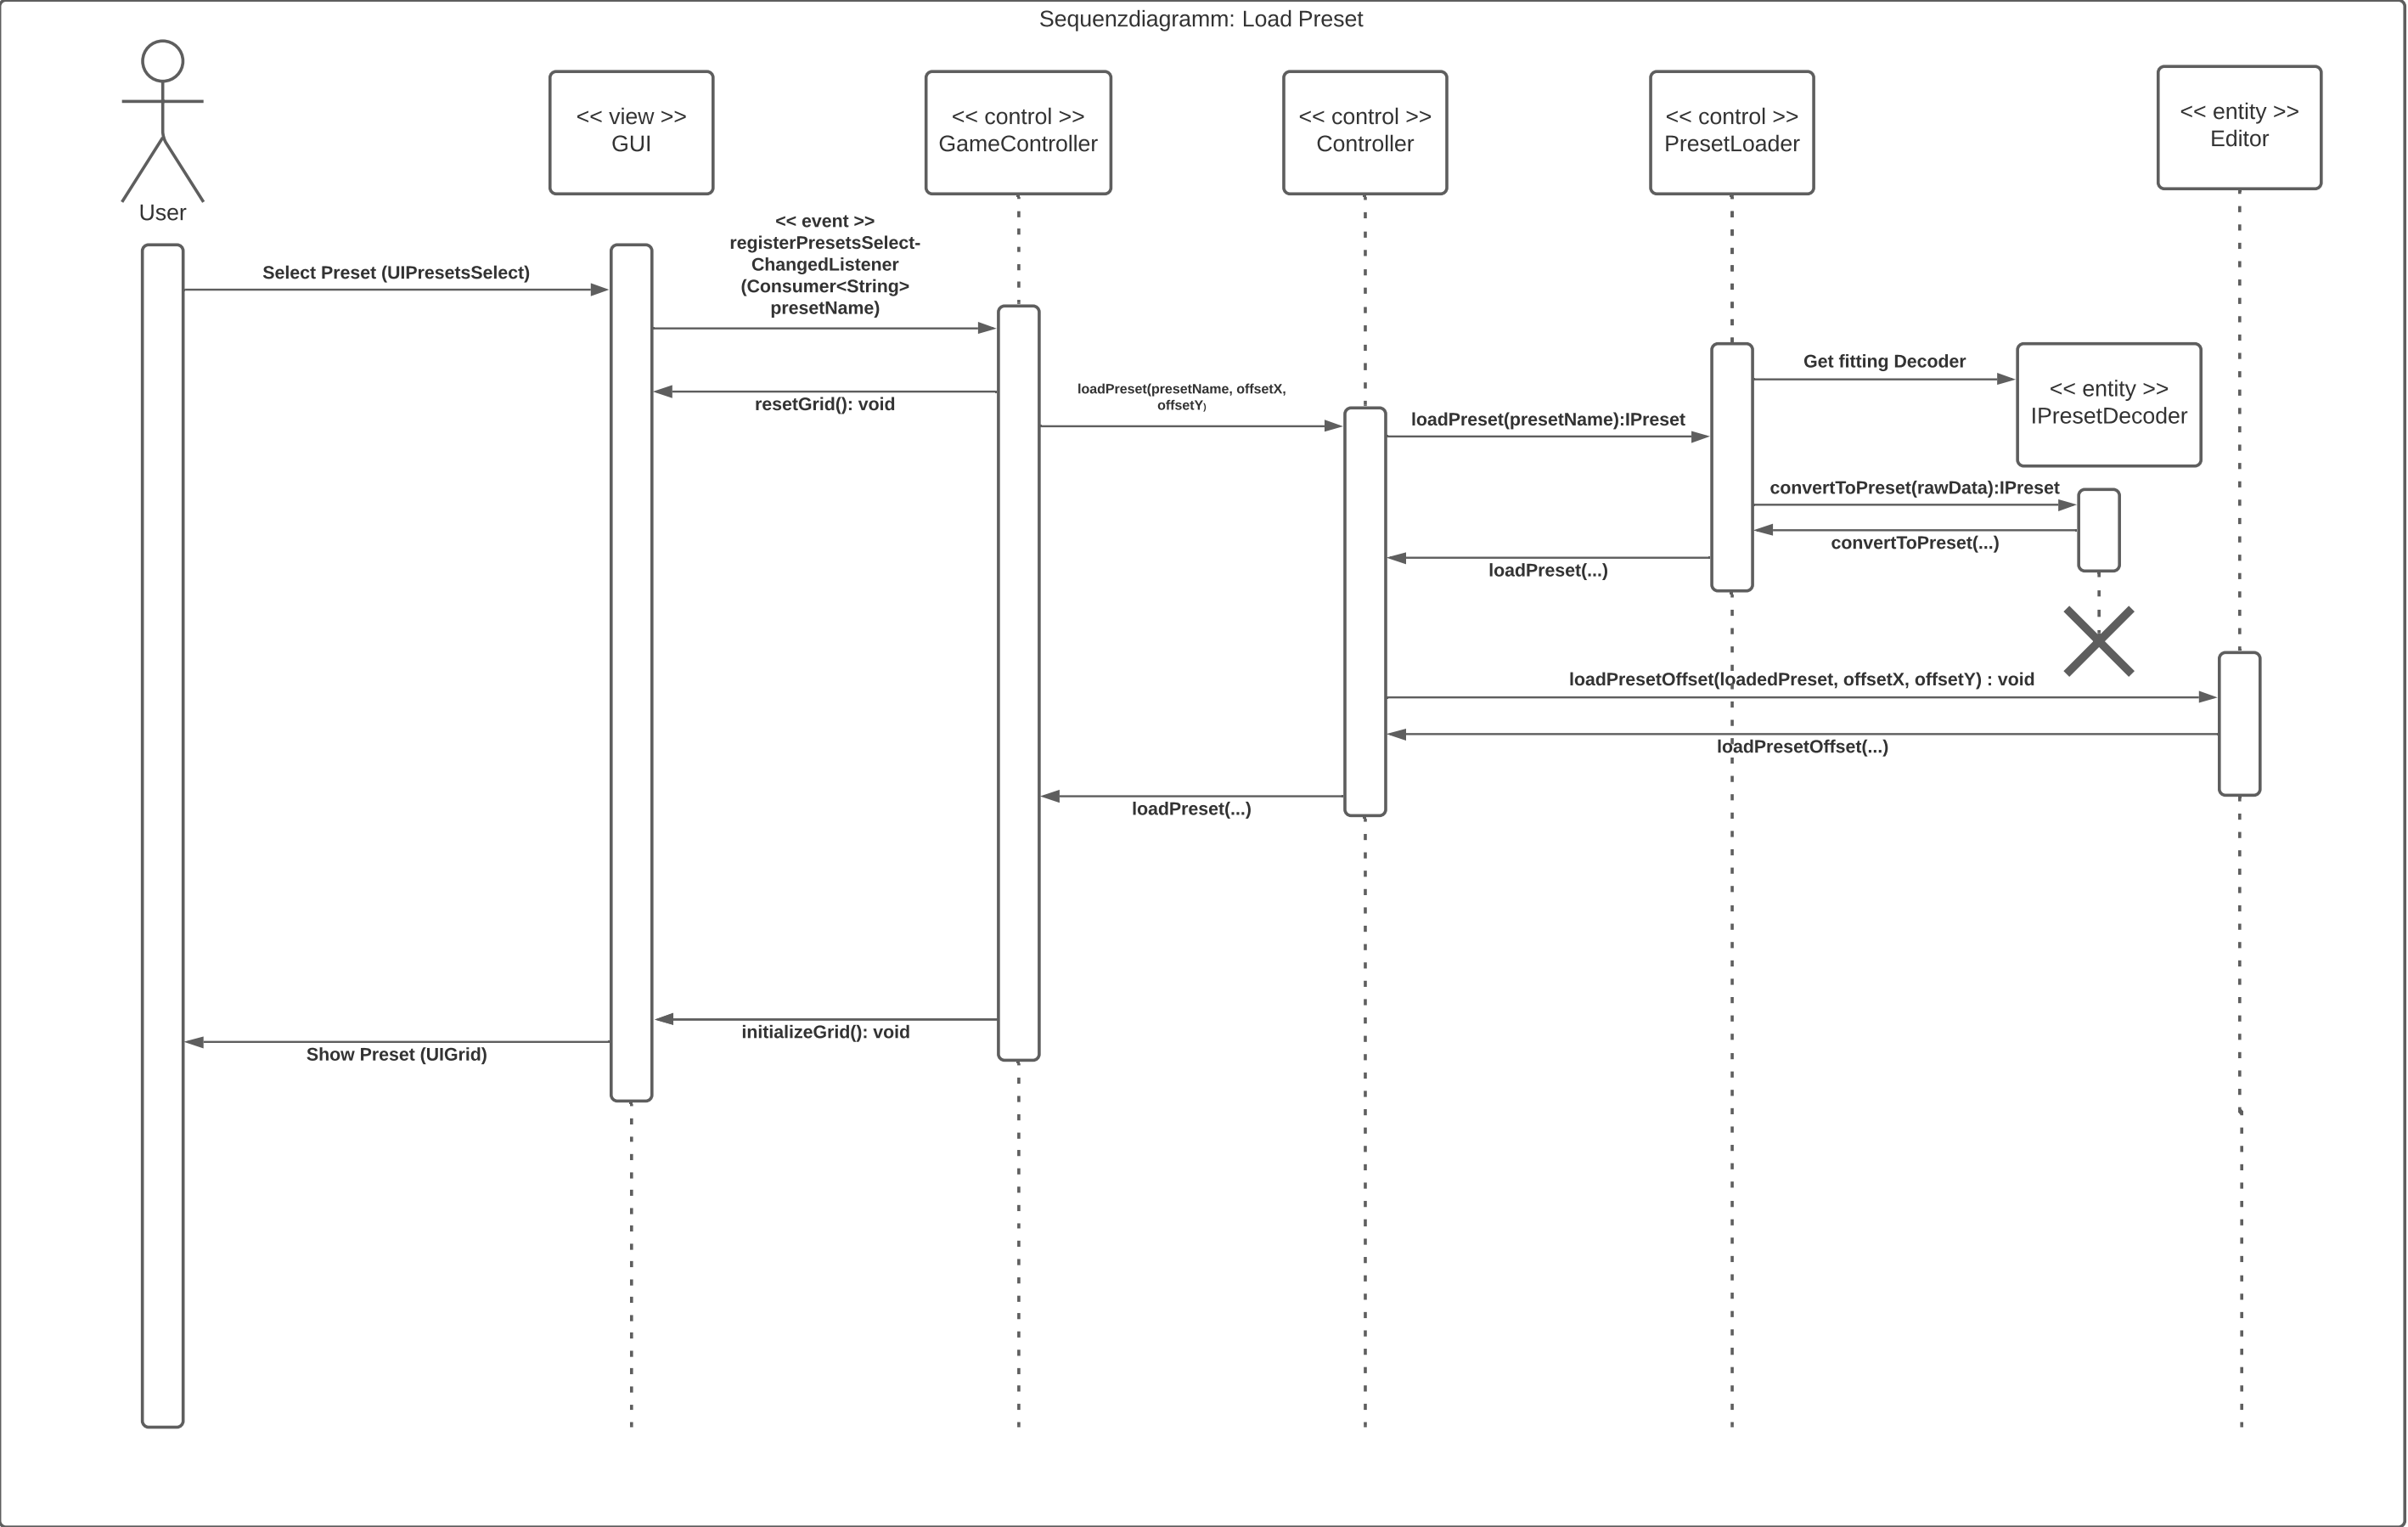 Sequenzdiagramm: Load Preset
User
<< view >>
GUI
<< control >>
GameController
<< control >>
Controller
<< control >>
PresetLoader
<< entity >>
Editor
Select Preset (UIPresetsSelect)
<< event >>
registerPresetsSelect-
ChangedListener
(Consumer<String>
presetName)
resetGrid(): void
loadPreset(presetName, offsetX,
offsetY)
loadPreset(presetName):IPreset
Get fitting Decoder
<< entity >>
IPresetDecoder
convertToPreset(rawData):IPreset
convertToPreset(...)
loadPreset(...)
loadPresetOffset(loadedPreset, offsetX, offsetY) : void
loadPresetOffset(...)
loadPreset(...)
initializeGrid(): void
Show Preset (UIGrid)